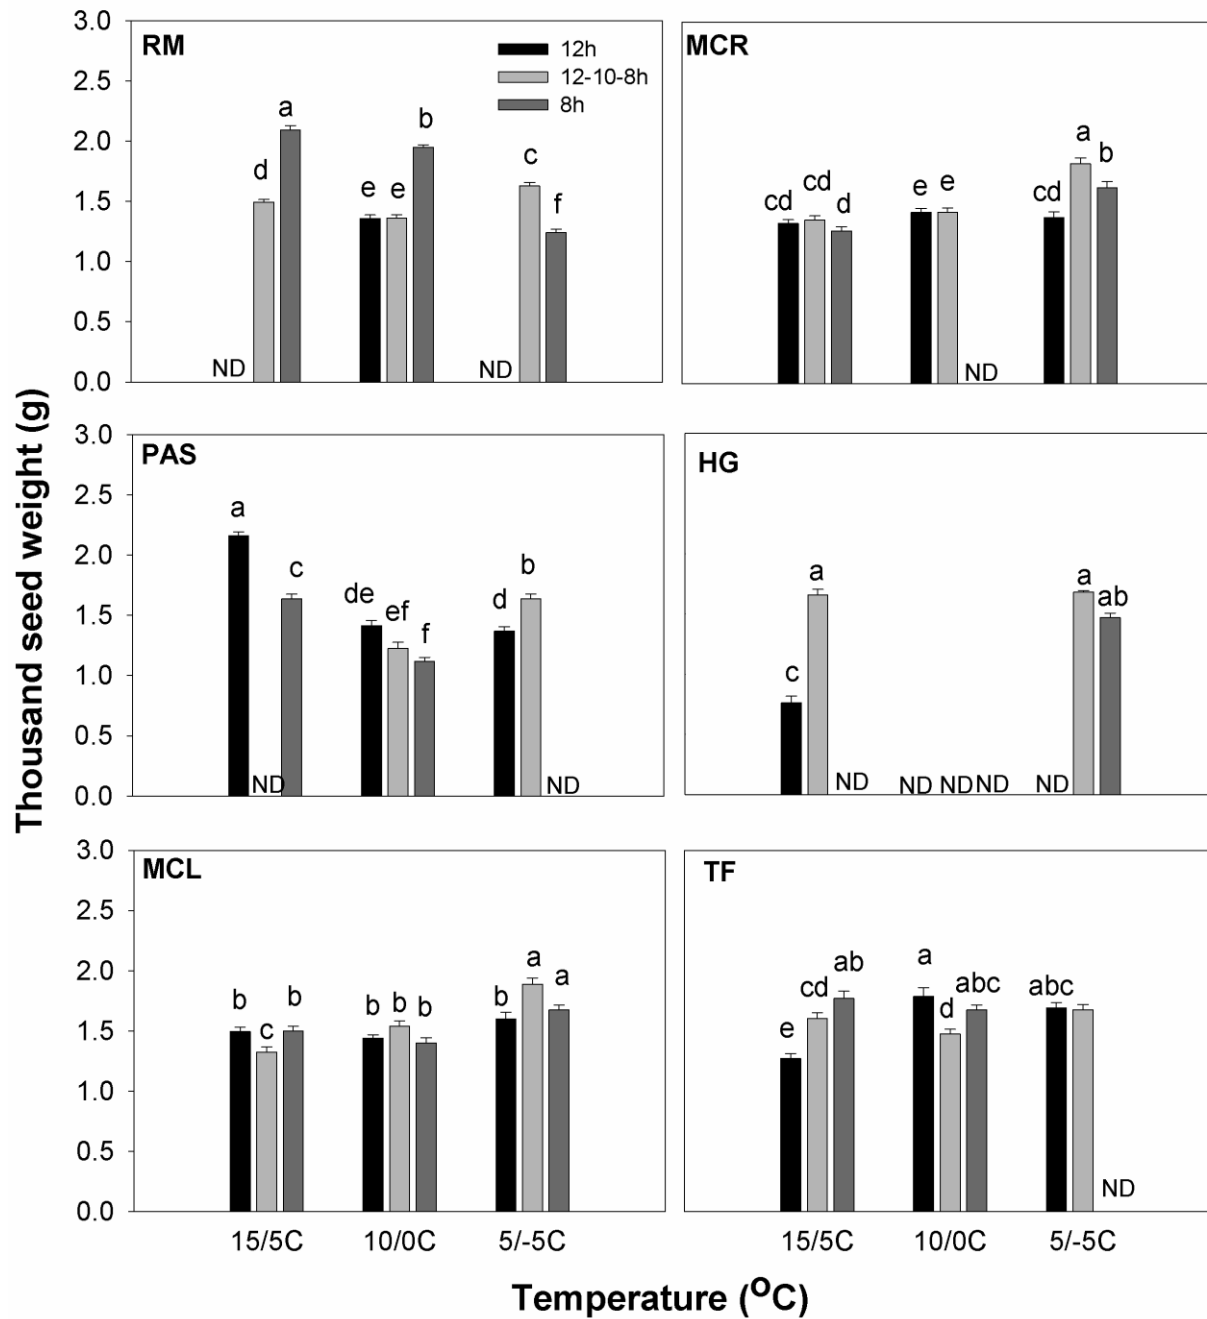 Thousand seed weight (g)
3.0
2.5
2.0
1.5
1.0
0.5
0.0
RM
12h
12-10-8h
8h
ND
d
a
e
e
b
ND
c
f
MCR
cd
cd
d
e
e
ND
cd
a
b
3.0
2.5
2.0
1.5
1.0
0.5
0.0
PAS
a
ND
c
de
ef
f
d
b
ND
HG
c
a
ND
ND
ND
ND
ND
a
ab
3.0
2.5
2.0
1.5
1.0
0.5
0.0
MCL
b
c
b
b
b
b
b
a
a
TF
e
cd
ab
a
d
abc
abc
ND
15/5C
10/0C
5/-5C
15/5C
10/0C
5/-5C
Temperature (°C)